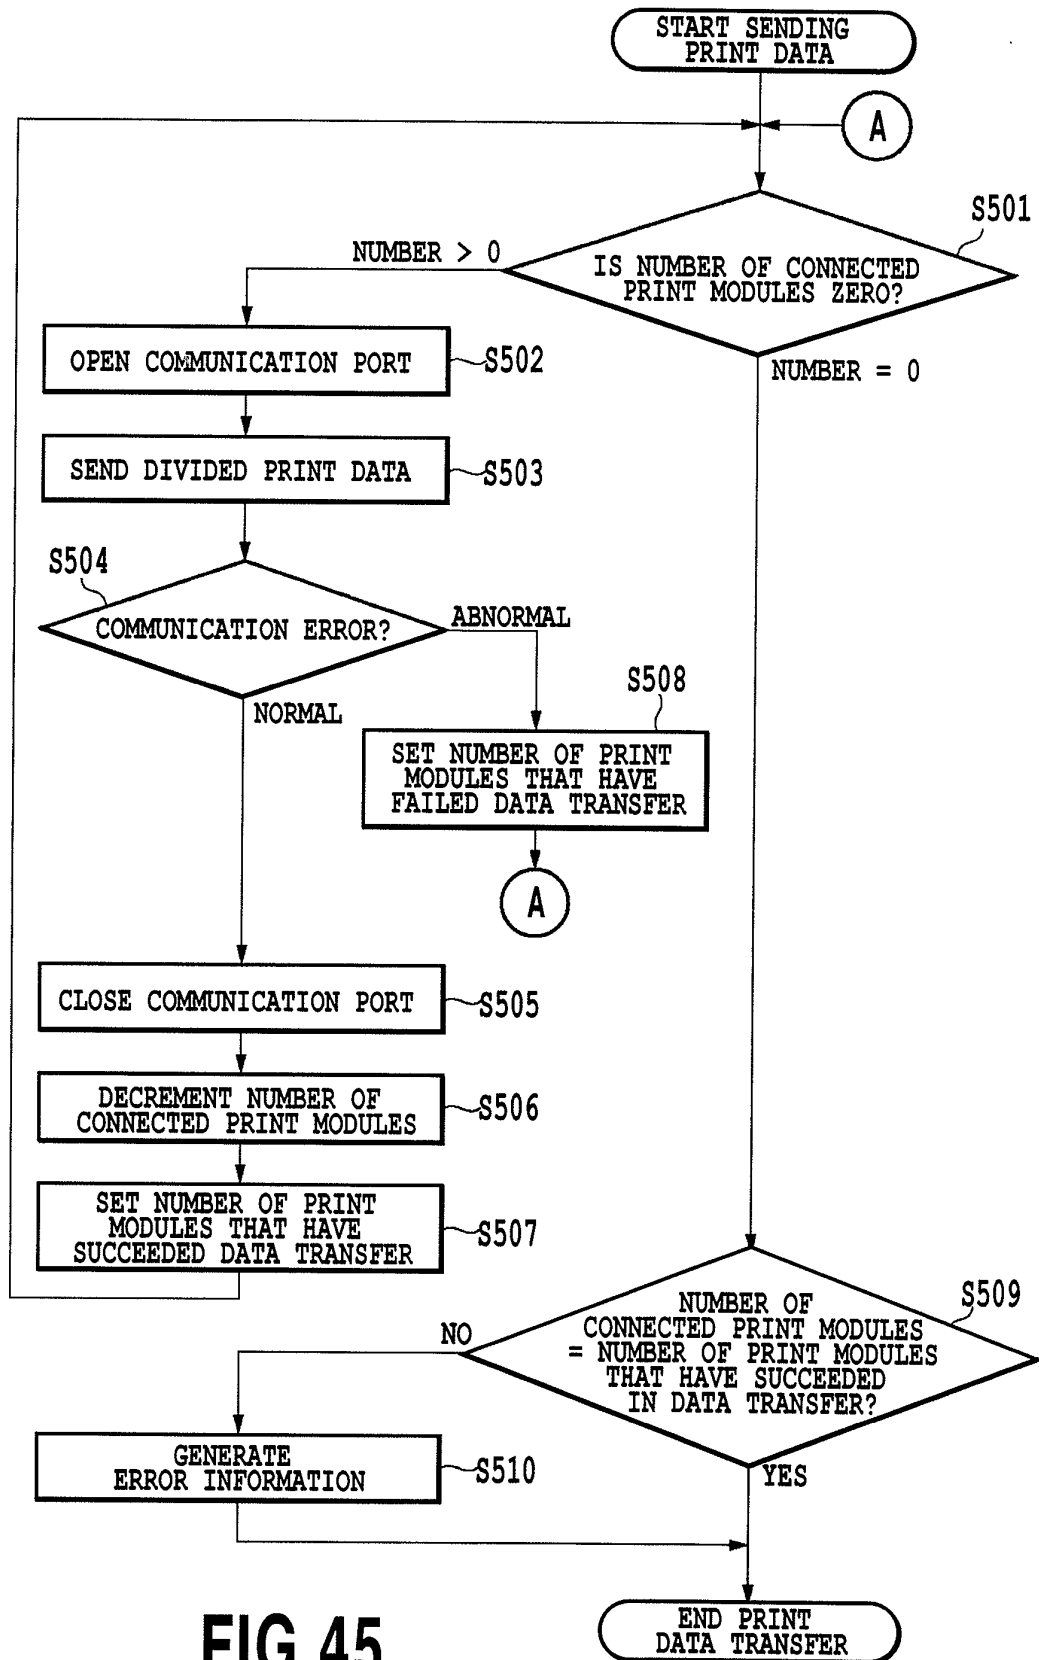 START SENDING
PRINT DATA
A
S501
NUMBER > 0
IS NUMBER OF CONNECTED
PRINT MODULES ZERO?
NUMBER = 0
OPEN COMMUNICATION PORT
S502
SEND DIVIDED PRINT DATA
S503
S504
COMMUNICATION ERROR?
ABNORMAL
NORMAL
S508
SET NUMBER OF PRINT
MODULES THAT HAVE
FAILED DATA TRANSFER
A
CLOSE COMMUNICATION PORT
S505
DECREMENT NUMBER OF
CONNECTED PRINT MODULES
S506
SET NUMBER OF PRINT
MODULES THAT HAVE
SUCCEEDED DATA TRANSFER
S507
S509
NUMBER OF
CONNECTED PRINT MODULES
= NUMBER OF PRINT MODULES
THAT HAVE SUCCEEDED
IN DATA TRANSFER?
NO
YES
GENERATE
ERROR INFORMATION
S510
END PRINT
DATA TRANSFER
FIG.45